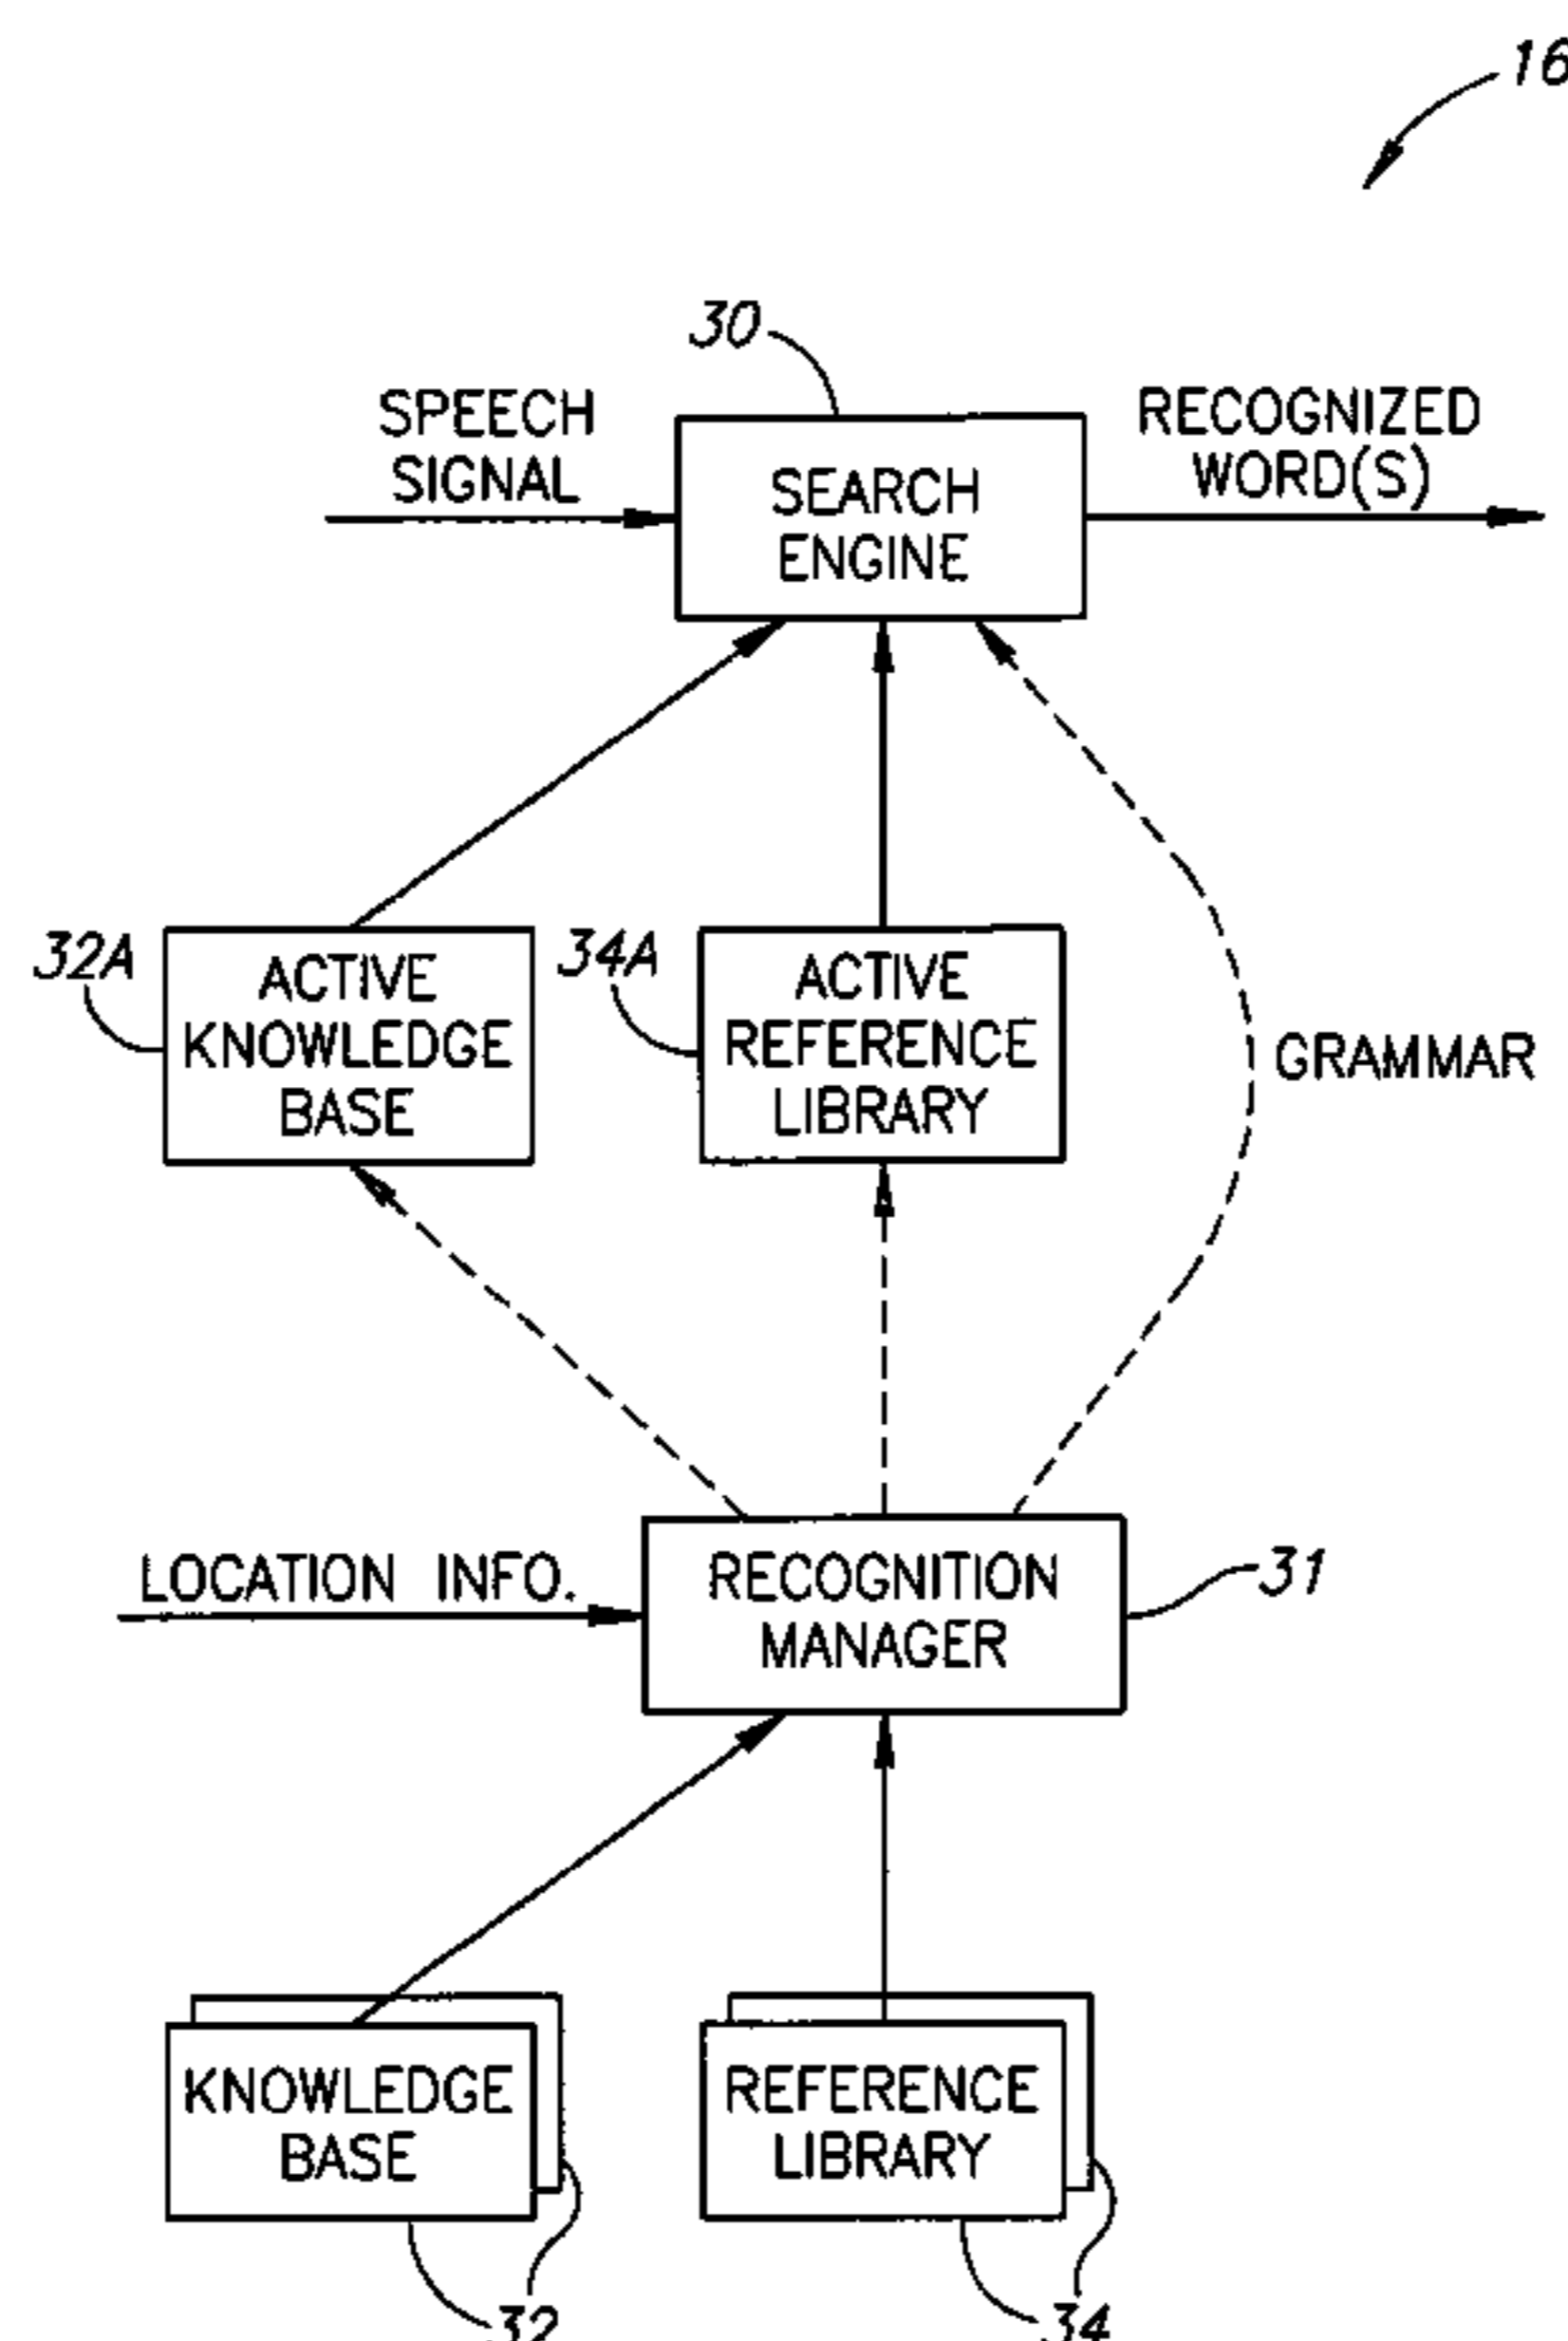 16
30
SPEECH
SIGNAL
RECOGNIZED
WORD(S)
SEARCH
ENGINE
32A
ACTIVE
KNOWLEDGE
BASE
34A
ACTIVE
REFERENCE
LIBRARY
GRAMMAR
LOCATION INFO.
RECOGNITION
MANAGER
31
KNOWLEDGE
BASE
REFERENCE
LIBRARY
32
34